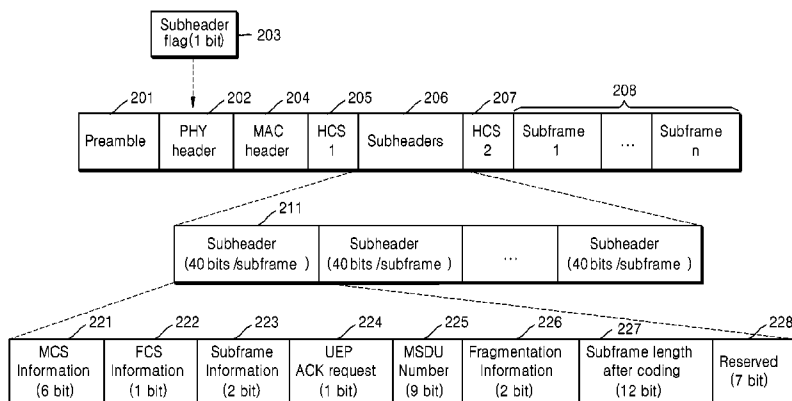 Subheader
flag(1 bit)
203
201
202
204
205
206
207
208
Preamble
PHY
header
MAC
header
HCS
1
Subheaders
HCS
2
Subframe
1
...
Subframe
n
211
Subheader
(40 bits /subframe )
Subheader
(40 bits /subframe )
...
Subheader
(40 bits /subframe )
221
222
223
224
225
226
227
228
MCS
Information
(6 bit)
FCS
Information
(1 bit)
Subframe
Information
(2 bit)
UEP
ACK request
(1 bit)
MSDU
Number
(9 bit)
Fragmentation
Information
(2 bit)
Subframe length
after coding
(12 bit)
Reserved
(7 bit)